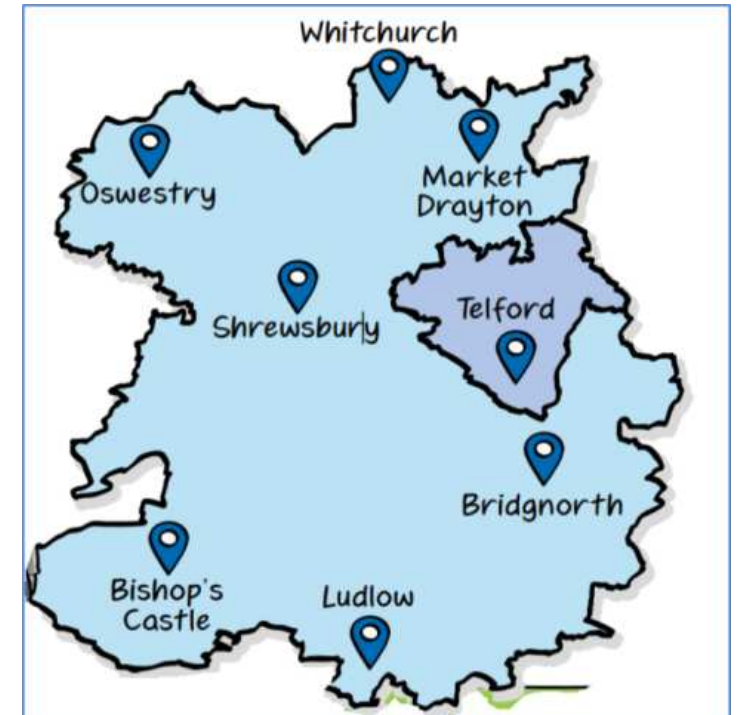 Whitchurch
Oswestry
Market
Drayton
Shrewsbury
Telford
Bridgnorth
Bishop's
Castle
Ludlow